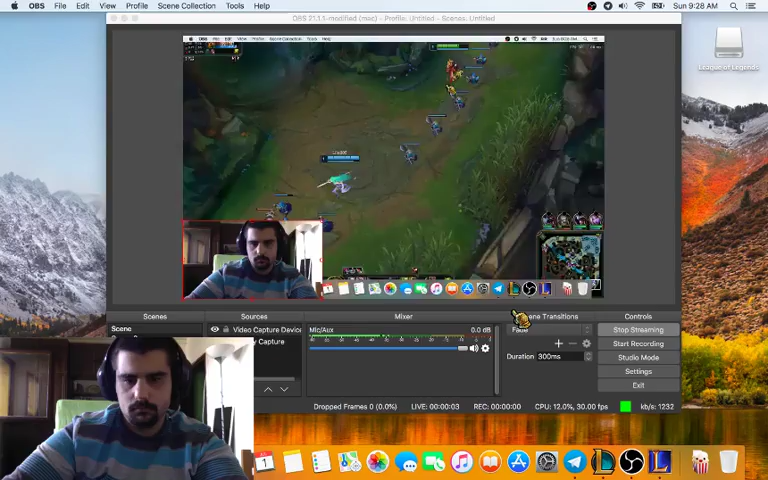 OBS File Edit View Profile Scene Collection Tools Help
Sun 9:28 AM
OBS 21.1.1-modified (mac) - Profile: Untitled - Scenes: Untitled
League of Legends
Scenes
Sources
Mixer
Scene Transitions
Controls
Scene
Video Capture Devic
y Capture
Mic/Aux
0.0 dB
Fade
Duration 300ms
Stop Streaming
Start Recording
Studio Mode
Settings
Exit
Dropped Frames 0 (0.0%) LIVE: 00:00:03 REC: 00:00:00 CPU: 12.0%, 30.00 fps kb/s: 1232